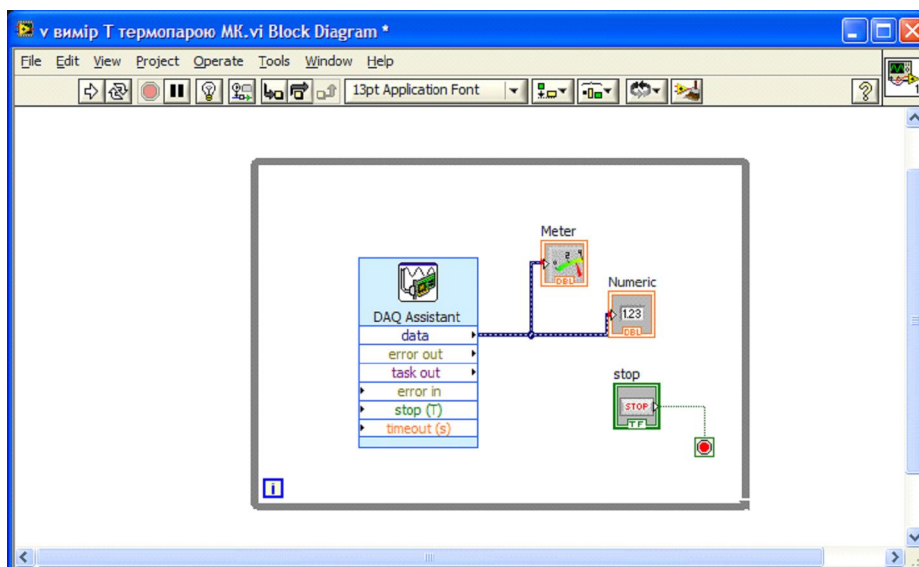 v вимір Т термопарою МК.vi Block Diagram *
File Edit View Project Operate Tools Window Help
13pt Application Font
1
Meter
DBL
Numeric
1.23
DBL
DAQ Assistant
data
error out
task out
error in
stop (T)
timeout (s)
stop
STOP
TF
i